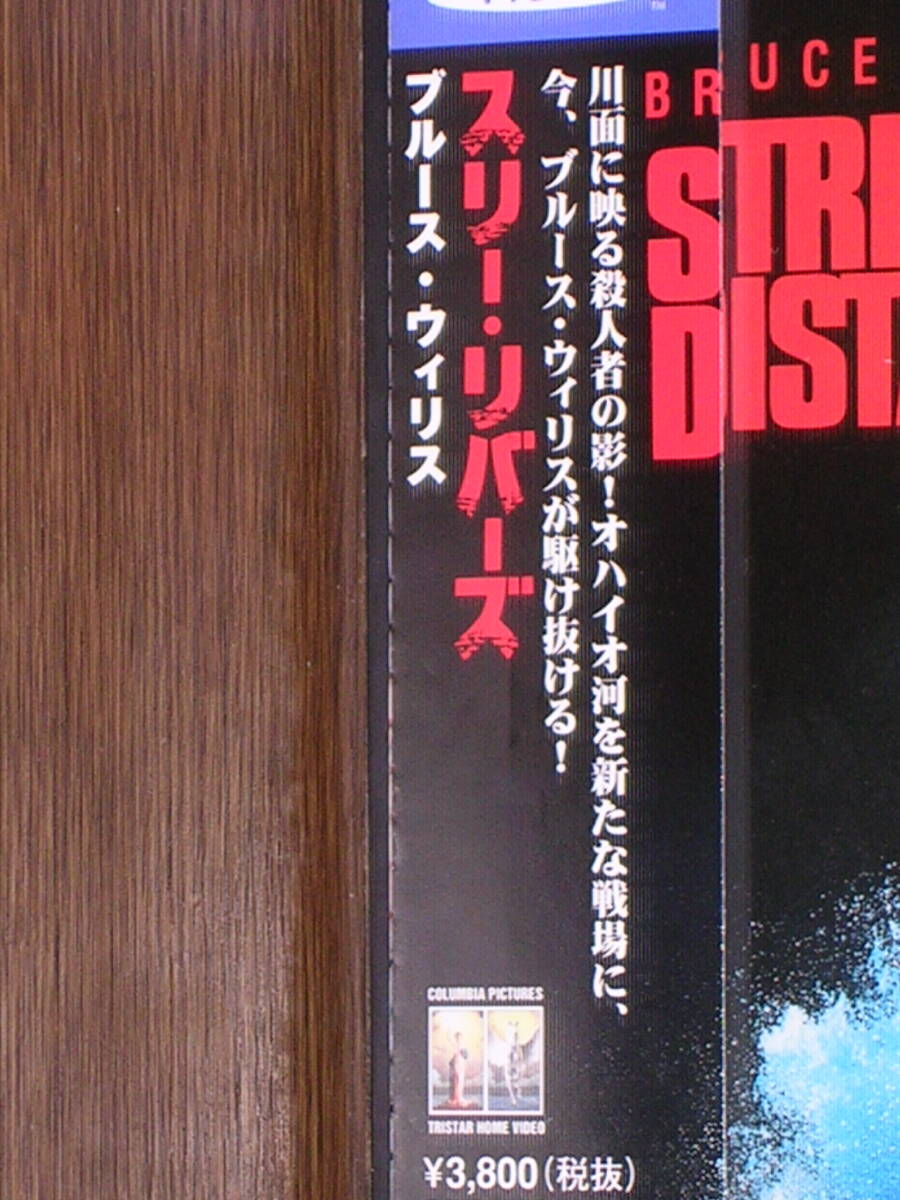 BRUCE
STRI
DISTA
川面に映る殺人者の影！オハイオ河を新たな戦場に、
今、ブルース・ウィリスが駆け抜ける！
スリー・リバーズ
ブルース・ウィリス
COLUMBIA PICTURES
TRISTAR HOME VIDEO
¥3,800(税抜)